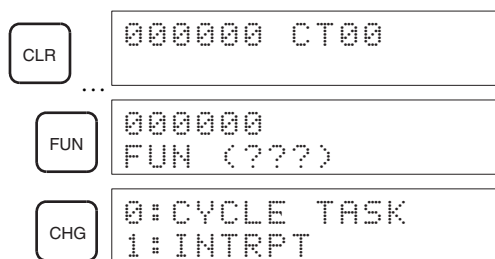 CLR
000000 CT00
...
FUN
000000
FUN (???)
CHG
0:CYCLE TASK
1:INTRPT